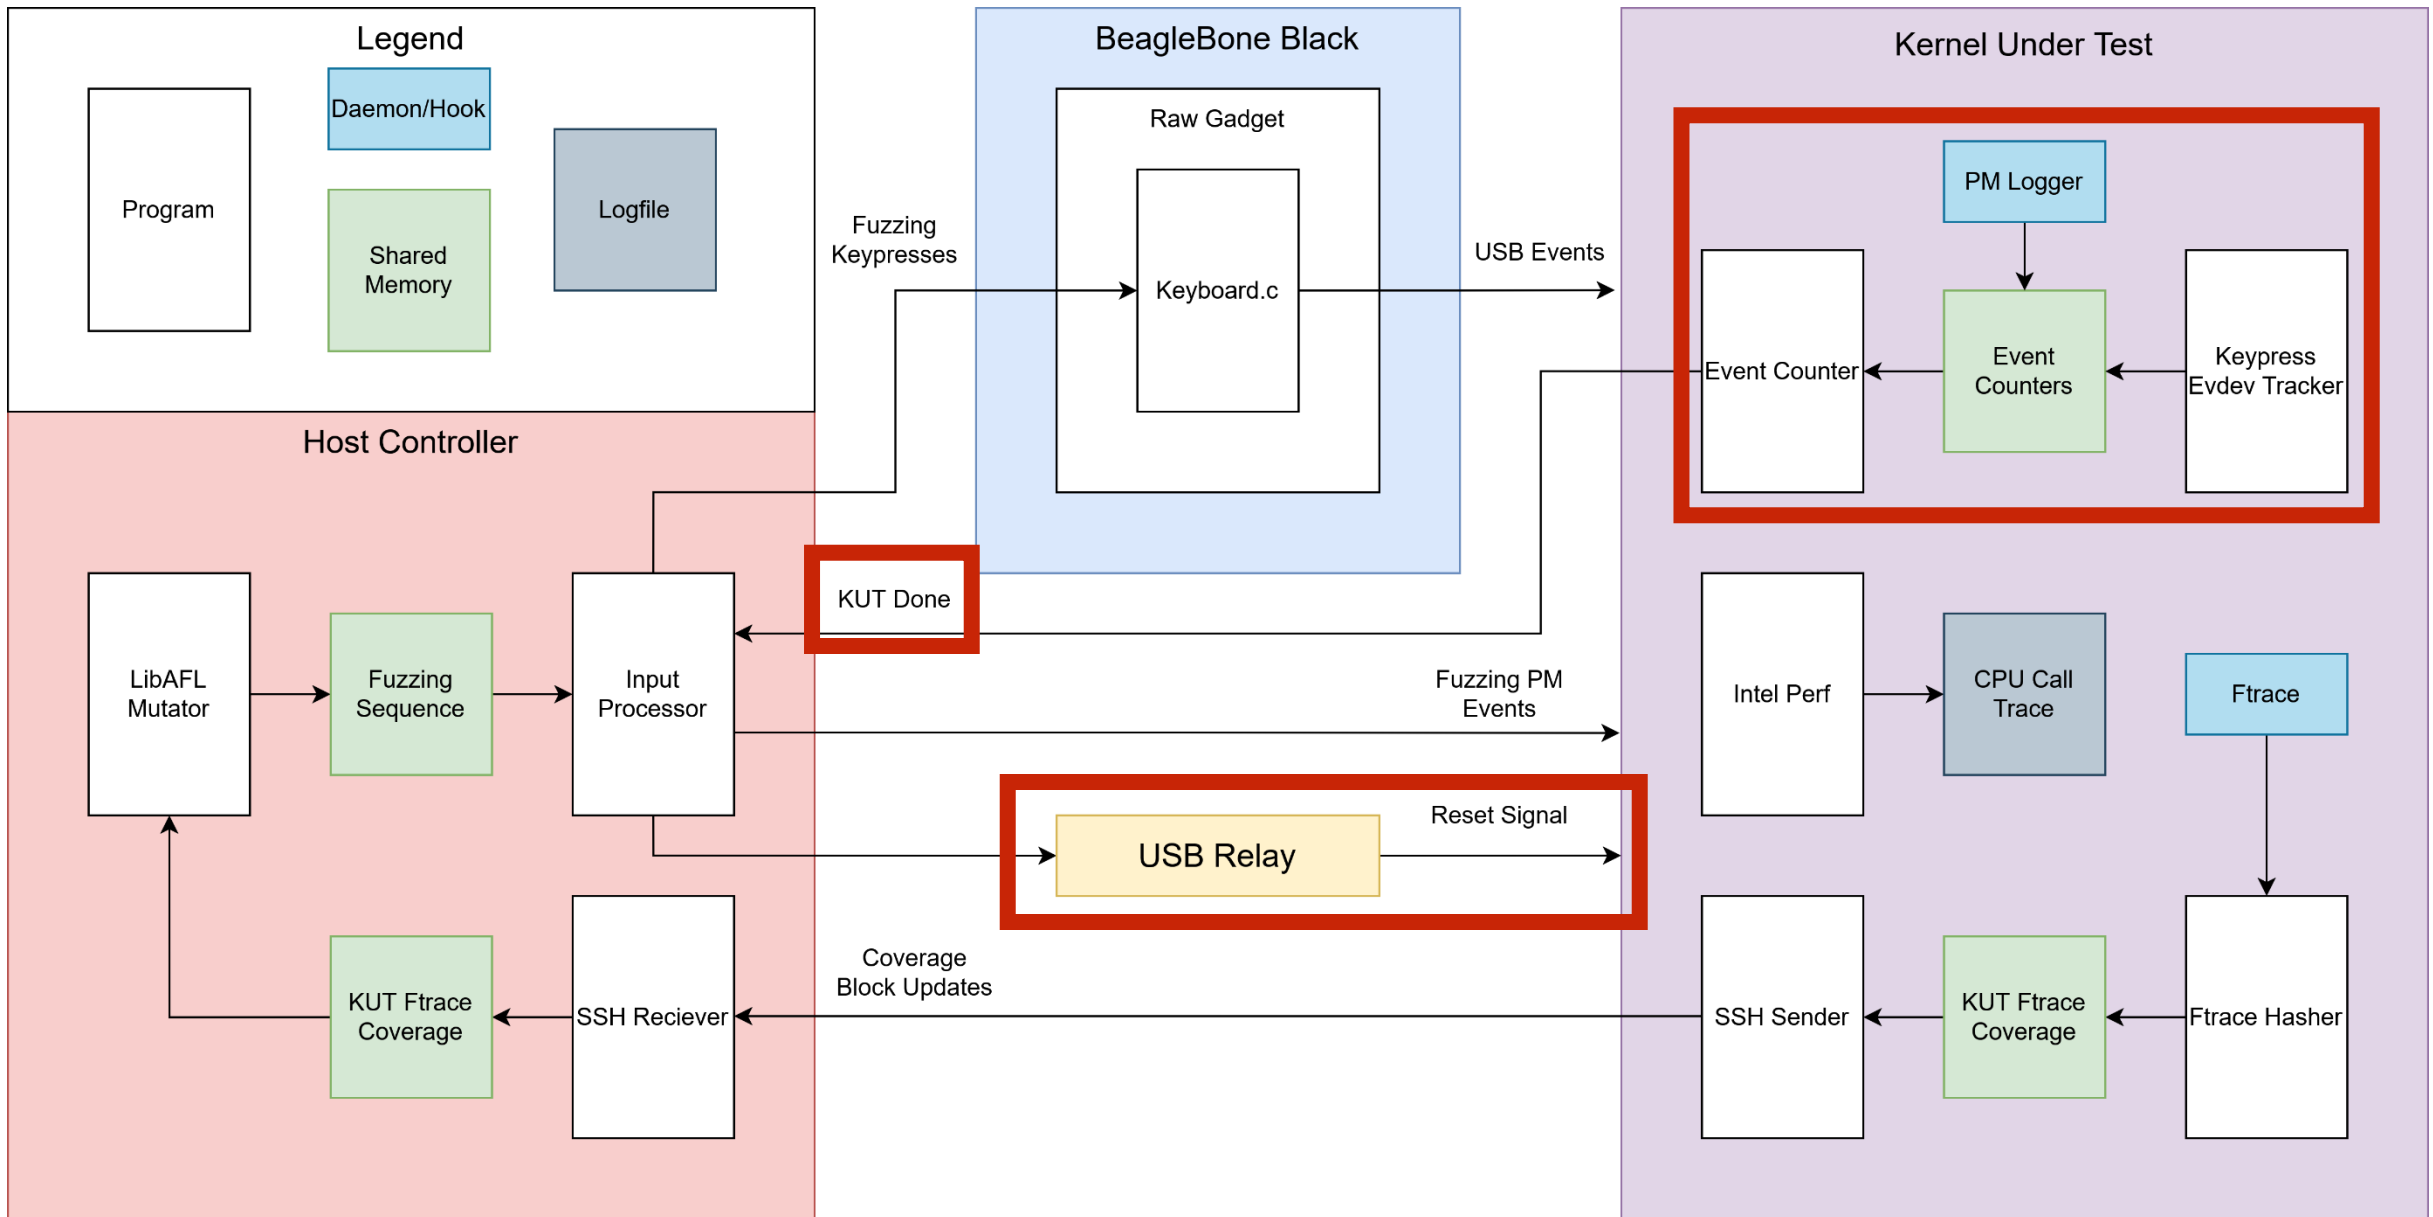 Legend
Program
Daemon/Hook
Shared
Memory
Logfile
Host Controller
LibAFL
Mutator
Fuzzing
Sequence
Input
Processor
KUT Ftrace
Coverage
SSH Reciever
Fuzzing
Keypresses
BeagleBone Black
Raw Gadget
Keyboard.c
USB Events
KUT Done
Fuzzing PM
Events
USB Relay
Reset Signal
Coverage
Block Updates
Kernel Under Test
PM Logger
Event Counter
Event
Counters
Keypress
Evdev Tracker
Intel Perf
CPU Call
Trace
Ftrace
SSH Sender
KUT Ftrace
Coverage
Ftrace Hasher